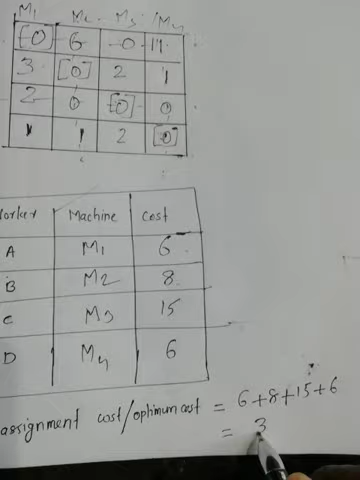 M1 M2 M3 M4
[0] 6 0 11
3 [0] 2 1
2 0 [0] 0
1 1 2 [0]
Worker Machine Cost
A M1 6
B M2 8
C M3 15
D M4 6
assignment cost/optimum cost = 6+8+15+6
= 3